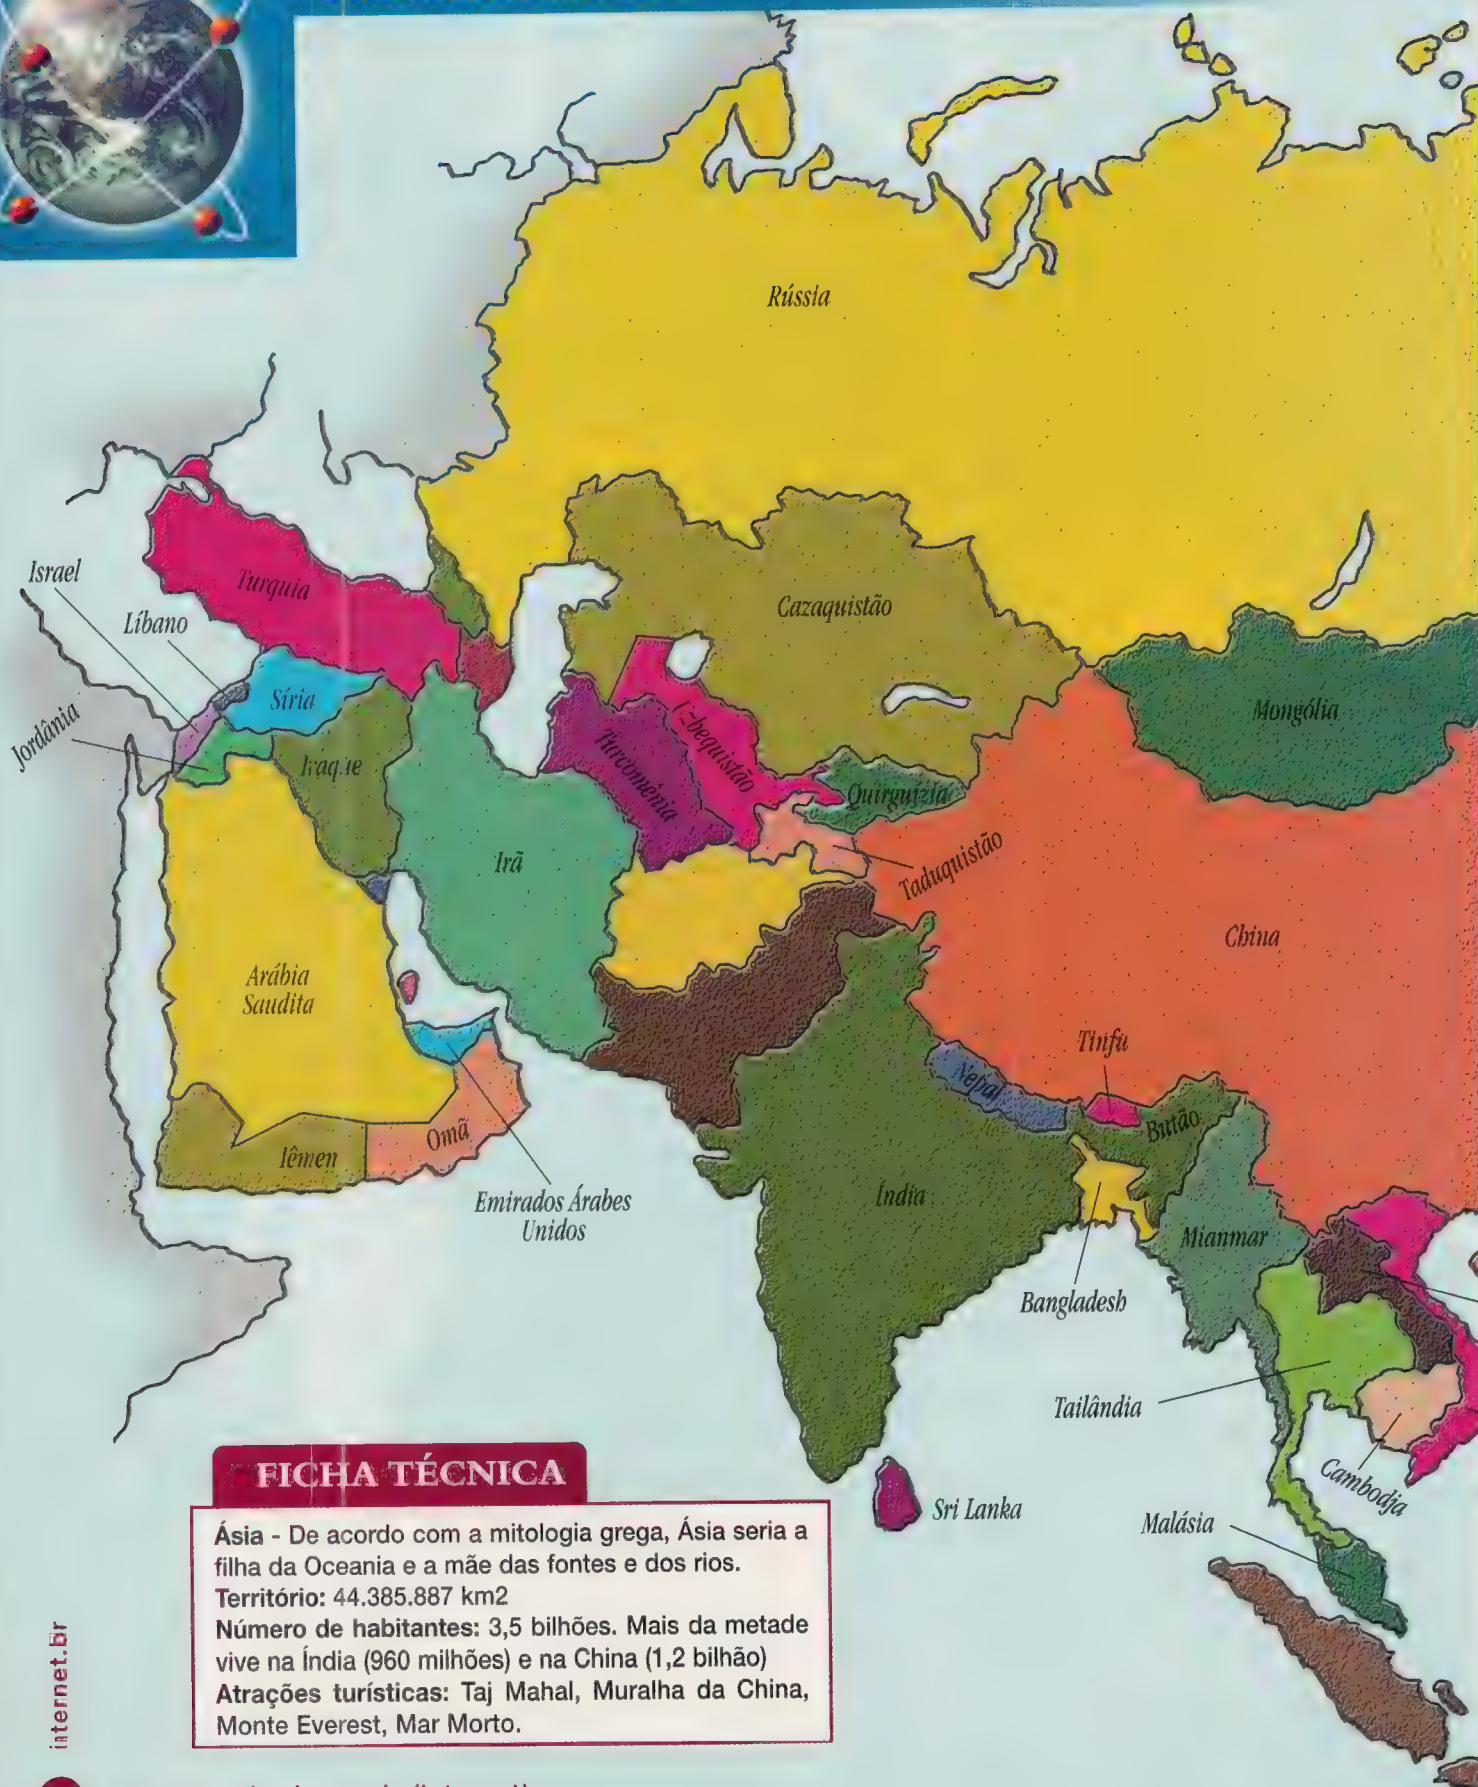 Rússia
Israel
Turquia
Líbano
Cazaquistão
Síria
Jordânia
Mongólia
Iraque
Uzbequistão
Turcomênia
Quirguizia
Irã
Taduquistão
China
Arábia
Saudita
Tinfu
Nepal
Butão
Omã
Iêmen
Emirados Árabes
Unidos
Índia
Mianmar
Bangladesh
Tailândia
Cambodja
Sri Lanka
Malásia
FICHA TÉCNICA
Ásia - De acordo com a mitologia grega, Ásia seria a
filha da Oceania e a mãe das fontes e dos rios.
Território: 44.385.887 km2
Número de habitantes: 3,5 bilhões. Mais da metade
vive na Índia (960 milhões) e na China (1,2 bilhão)
Atrações turísticas: Taj Mahal, Muralha da China,
Monte Everest, Mar Morto.
internet.br